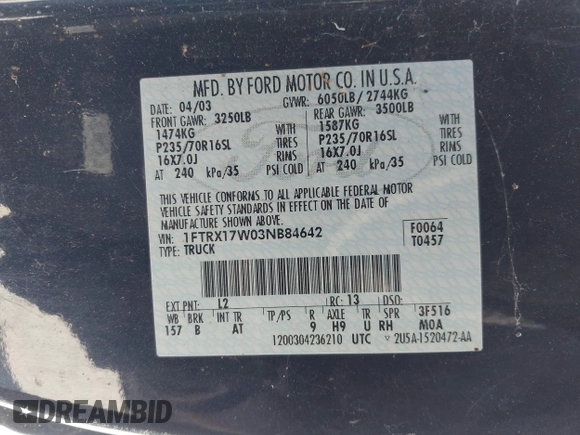 MFD. BY FORD MOTOR CO. IN U.S.A.
DATE: 04/03 GVWR: 6050LB/ 2744KG
FRONT GAWR: 3250LB REAR GAWR: 3500LB
1474KG WITH 1587KG WITH
P235/70R16SL TIRES P235/70R16SL TIRES
16X7.0J RIMS 16X7.0J RIMS
AT 240 kPa/35 PSI COLD AT 240 kPa/35 PSI COLD
THIS VEHICLE CONFORMS TO ALL APPLICABLE FEDERAL MOTOR
VEHICLE SAFETY STANDARDS IN EFFECT ON THE DATE OF
MANUFACTURE SHOWN ABOVE.
VIN: 1FTRX17W03NB84642 F0064
TYPE: TRUCK T0457
EXT PNT: L2 RC: 13 DSO:
WB BRK INT TR TP/PS R AXLE TR SPR 3F516
157 B AT 9 H9 U RH MOA
1200304236210 UTC 2U5A-1520472-AA
DREAMBID